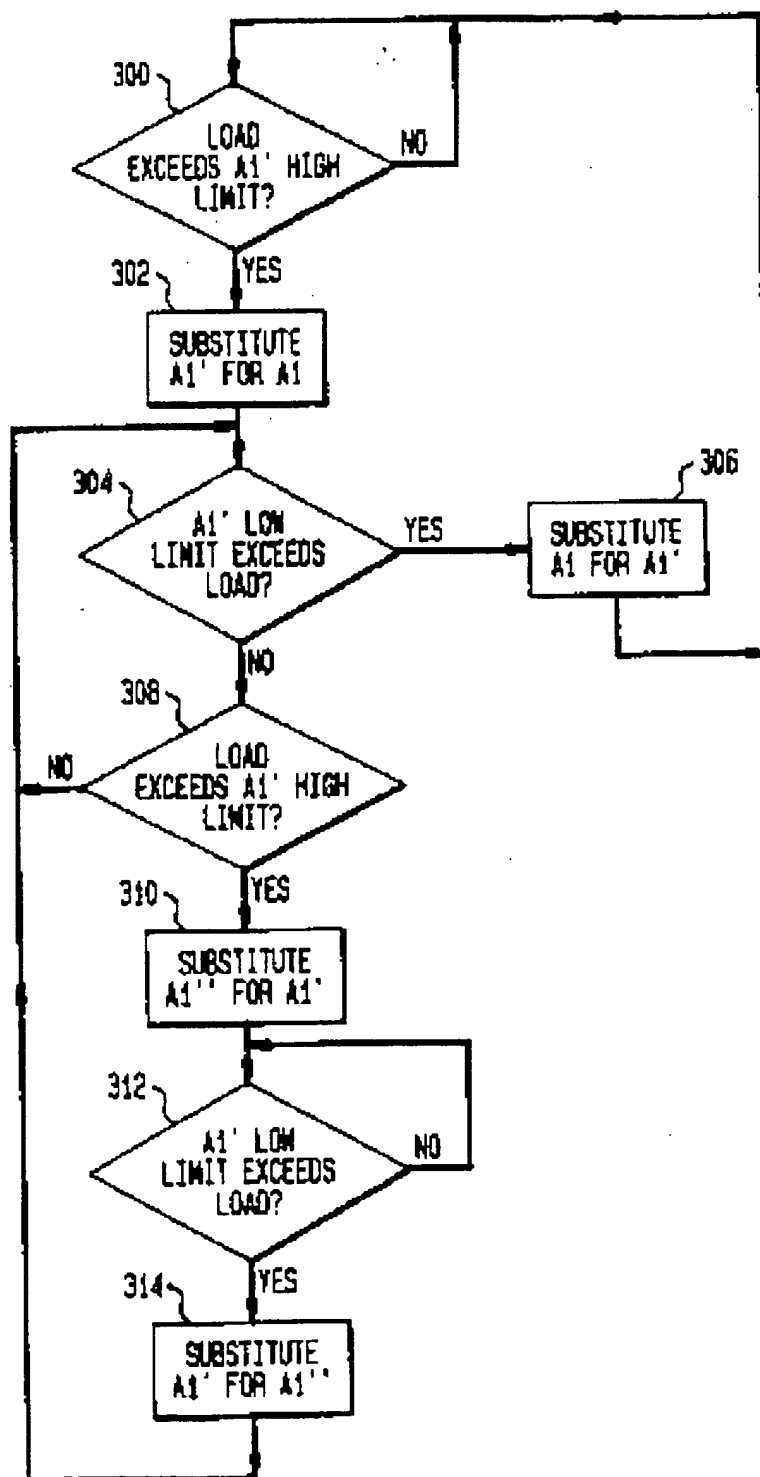 300
LOAD
EXCEEDS A1' HIGH
LIMIT?
NO
YES
302
SUBSTITUTE
A1' FOR A1
304
A1' LOW
LIMIT EXCEEDS
LOAD?
YES
306
SUBSTITUTE
A1 FOR A1'
NO
308
LOAD
EXCEEDS A1' HIGH
LIMIT?
NO
YES
310
SUBSTITUTE
A1'' FOR A1'
312
A1' LOW
LIMIT EXCEEDS
LOAD?
NO
YES
314
SUBSTITUTE
A1' FOR A1''